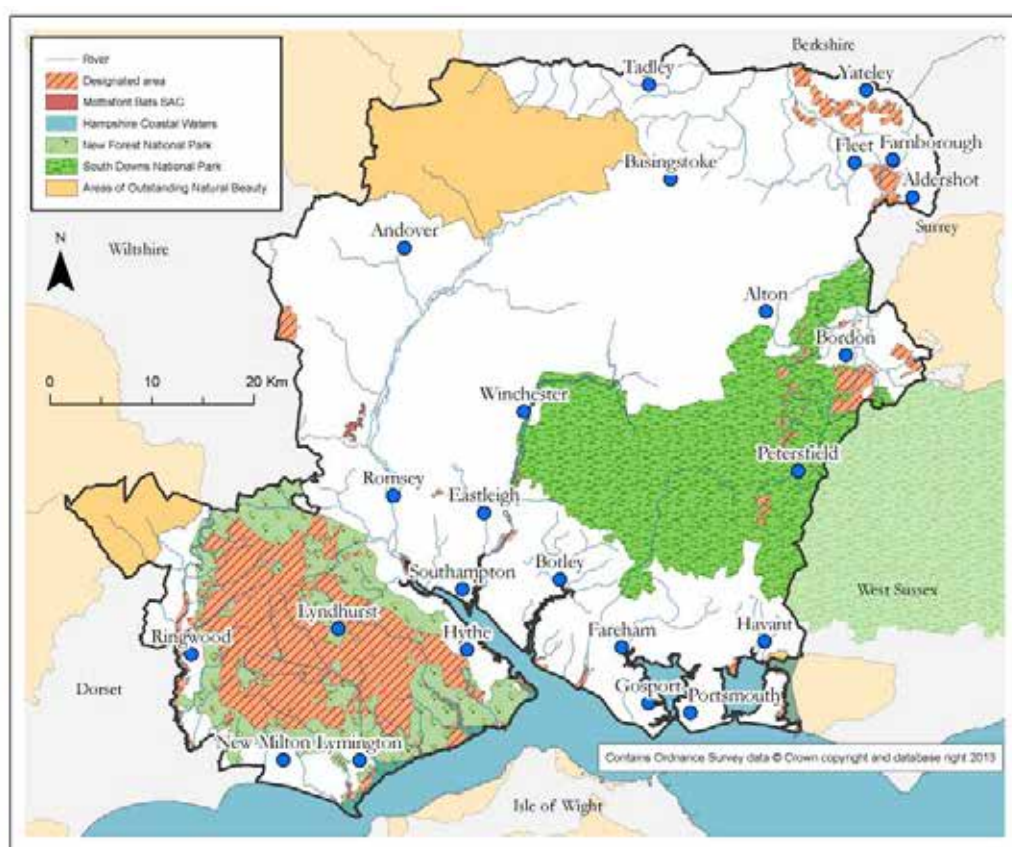 River
Designated area
Mottisfont Bats SAC
Hampshire Coastal Waters
New Forest National Park
South Downs National Park
Areas of Outstanding Natural Beauty
Berkshire
Tadley
Yateley
Fleet
Farnborough
Basingstoke
Aldershot
Surrey
Andover
N
Wiltshire
Alton
Bordon
0 10 20 Km
Winchester
Petersfield
Romsey
Eastleigh
Botley
Southampton
West Sussex
Lyndhurst
Ringwood
Hythe
Fareham
Havant
Dorset
Gosport
Portsmouth
New Milton
Lymington
Contains Ordnance Survey data © Crown copyright and database right 2013
Isle of Wight